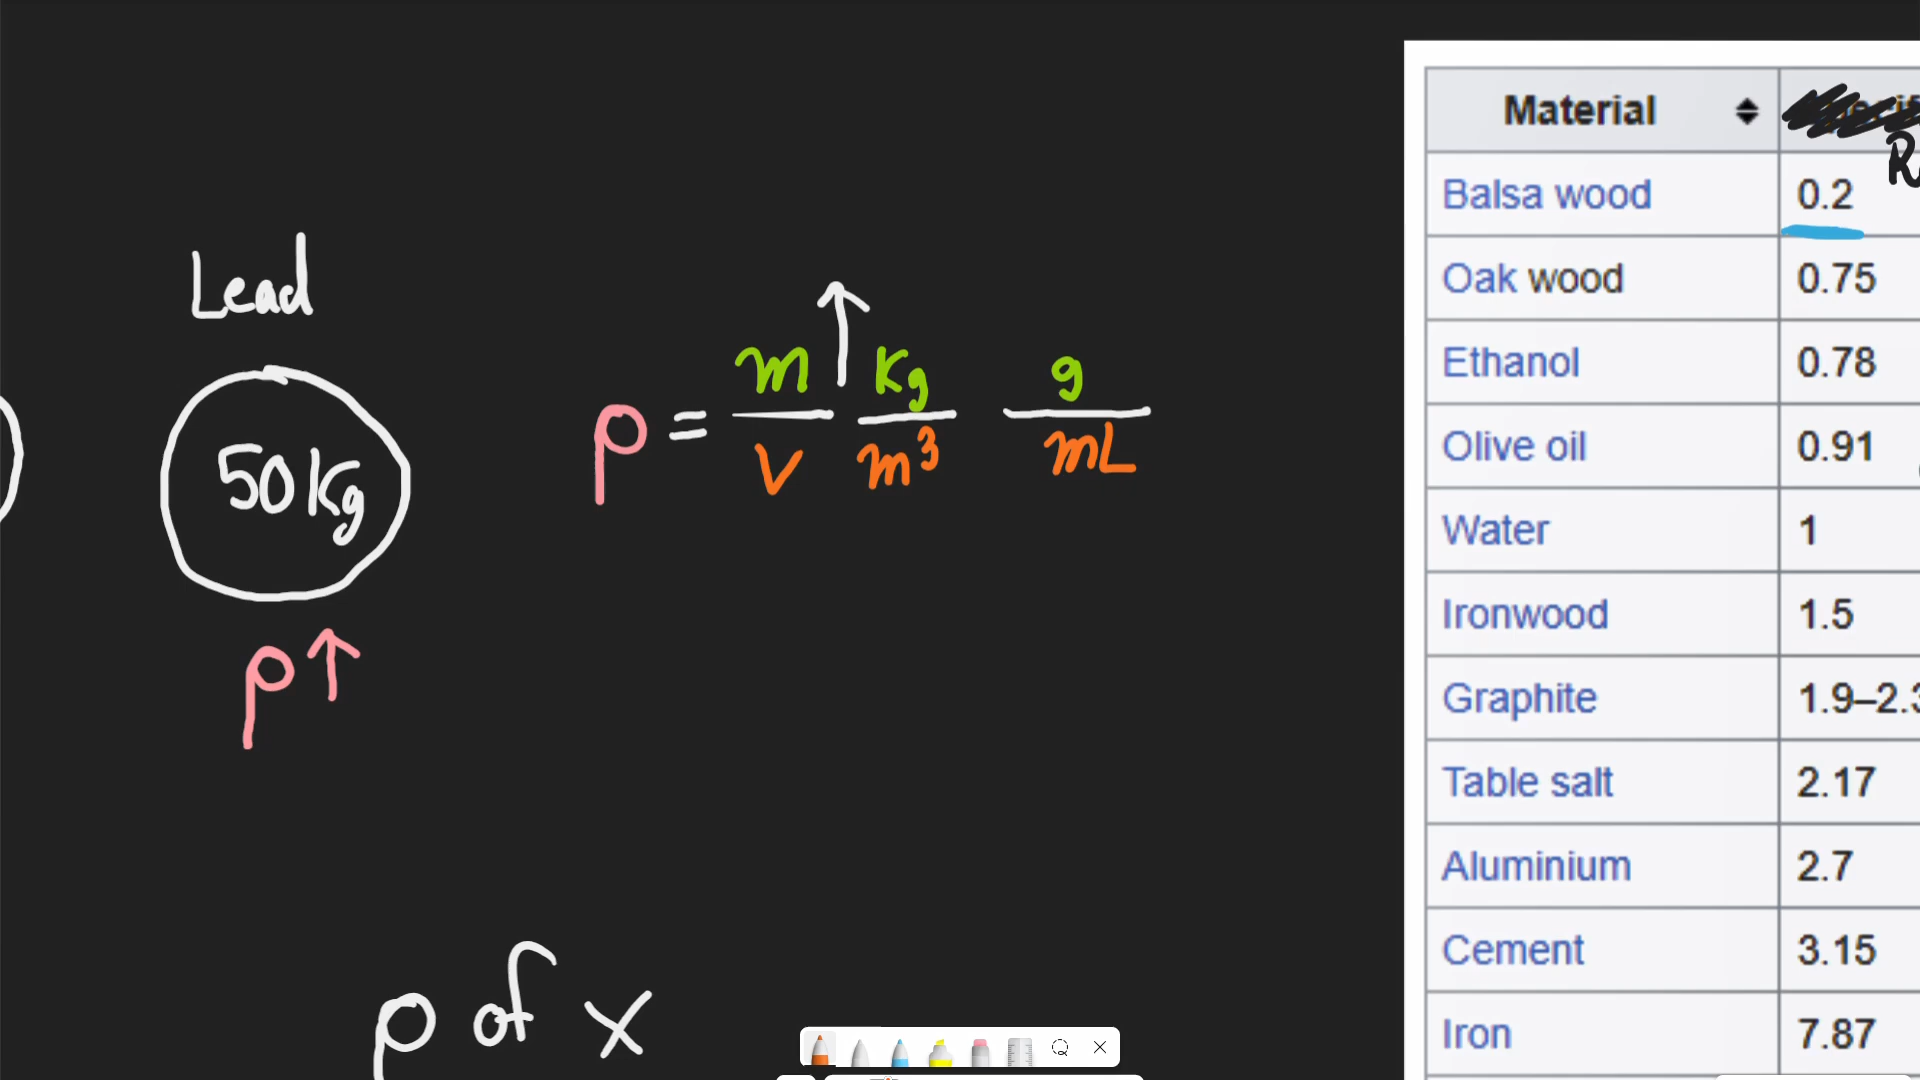 Lead
50 Kg
ρ↑
ρ = m/V Kg/m³ g/mL
↑
ρ of x
Material
Balsa wood 0.2
Oak wood 0.75
Ethanol 0.78
Olive oil 0.91
Water 1
Ironwood 1.5
Graphite 1.9–2.3
Table salt 2.17
Aluminium 2.7
Cement 3.15
Iron 7.87